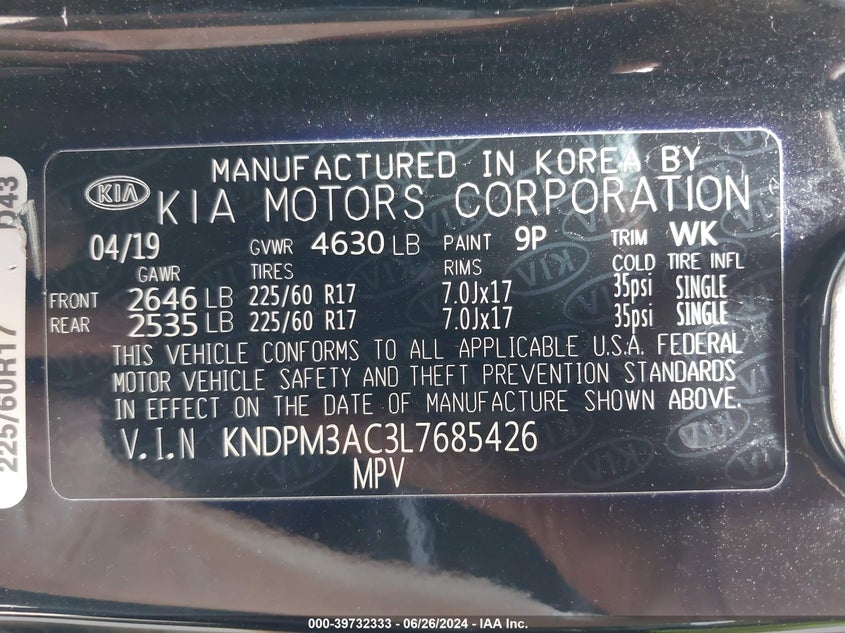 MANUFACTURED IN KOREA BY
KIA KIA MOTORS CORPORATION
04/19 GVWR 4630 LB PAINT 9P TRIM WK
GAWR TIRES RIMS COLD TIRE INFL
FRONT 2646 LB 225/60 R17 7.0Jx17 35psi SINGLE
REAR 2535 LB 225/60 R17 7.0Jx17 35psi SINGLE
THIS VEHICLE CONFORMS TO ALL APPLICABLE U.S.A. FEDERAL
MOTOR VEHICLE SAFETY AND THEFT PREVENTION STANDARDS
IN EFFECT ON THE DATE OF MANUFACTURE SHOWN ABOVE.
V.I.N KNDPM3AC3L7685426
MPV
225/60R17
000-39732333 - 06/26/2024 - IAA Inc.